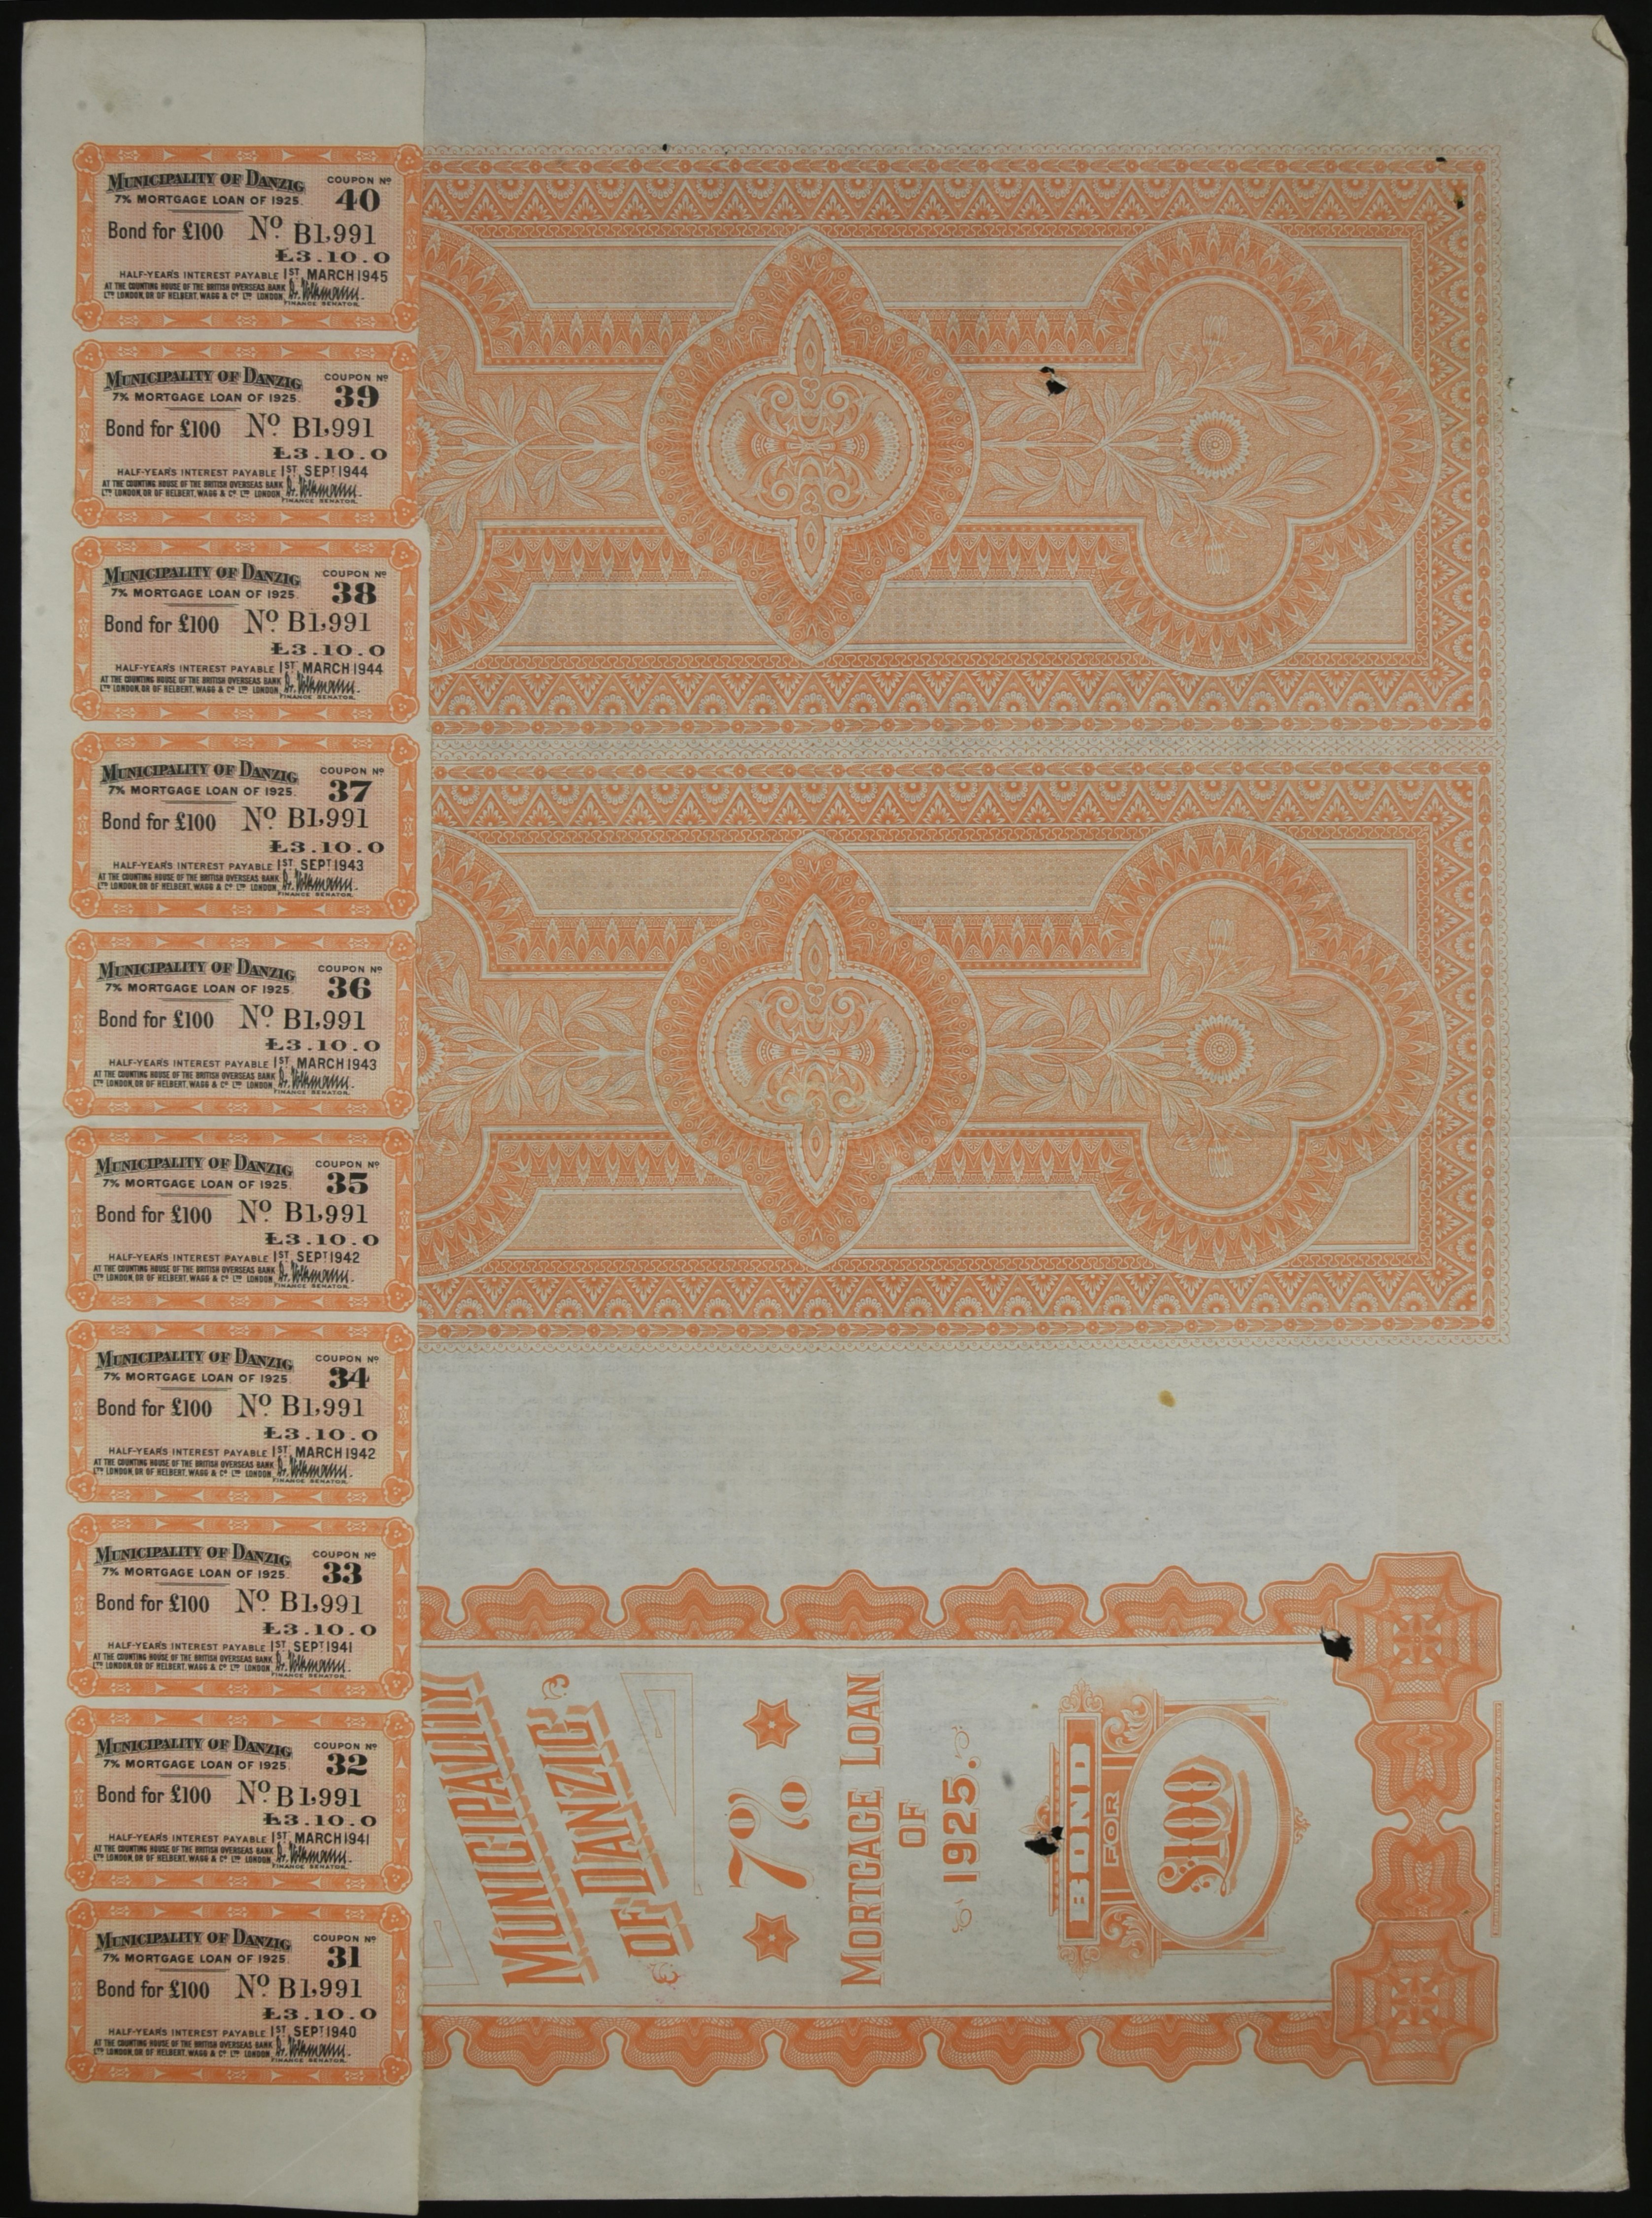 MUNICIPALITY OF DANZIG COUPON Nº
7% MORTGAGE LOAN OF 1925. 40
Bond for £100 Nº B1,991
£3.10.0
HALF-YEAR'S INTEREST PAYABLE 1ST MARCH 1945
AT THE COUNTING HOUSE OF THE BRITISH OVERSEAS BANK
LTD LONDON, OR OF HELBERT, WAGG & Cº LTD LONDON. Dr. Volkmann.
FINANCE SENATOR.
MUNICIPALITY OF DANZIG COUPON Nº
7% MORTGAGE LOAN OF 1925. 39
Bond for £100 Nº B1,991
£3.10.0
HALF-YEAR'S INTEREST PAYABLE 1ST SEPT 1944
AT THE COUNTING HOUSE OF THE BRITISH OVERSEAS BANK
LTD LONDON, OR OF HELBERT, WAGG & Cº LTD LONDON. Dr. Volkmann.
FINANCE SENATOR.
MUNICIPALITY OF DANZIG COUPON Nº
7% MORTGAGE LOAN OF 1925. 38
Bond for £100 Nº B1,991
£3.10.0
HALF-YEAR'S INTEREST PAYABLE 1ST MARCH 1944
AT THE COUNTING HOUSE OF THE BRITISH OVERSEAS BANK
LTD LONDON, OR OF HELBERT, WAGG & Cº LTD LONDON. Dr. Volkmann.
FINANCE SENATOR.
MUNICIPALITY OF DANZIG COUPON Nº
7% MORTGAGE LOAN OF 1925. 37
Bond for £100 Nº B1,991
£3.10.0
HALF-YEAR'S INTEREST PAYABLE 1ST SEPT 1943
AT THE COUNTING HOUSE OF THE BRITISH OVERSEAS BANK
LTD LONDON, OR OF HELBERT, WAGG & Cº LTD LONDON. Dr. Volkmann.
FINANCE SENATOR.
MUNICIPALITY OF DANZIG COUPON Nº
7% MORTGAGE LOAN OF 1925. 36
Bond for £100 Nº B1,991
£3.10.0
HALF-YEAR'S INTEREST PAYABLE 1ST MARCH 1943
AT THE COUNTING HOUSE OF THE BRITISH OVERSEAS BANK
LTD LONDON, OR OF HELBERT, WAGG & Cº LTD LONDON. Dr. Volkmann.
FINANCE SENATOR.
MUNICIPALITY OF DANZIG COUPON Nº
7% MORTGAGE LOAN OF 1925. 35
Bond for £100 Nº B1,991
£3.10.0
HALF-YEAR'S INTEREST PAYABLE 1ST SEPT 1942
AT THE COUNTING HOUSE OF THE BRITISH OVERSEAS BANK
LTD LONDON, OR OF HELBERT, WAGG & Cº LTD LONDON. Dr. Volkmann.
FINANCE SENATOR.
MUNICIPALITY OF DANZIG COUPON Nº
7% MORTGAGE LOAN OF 1925. 34
Bond for £100 Nº B1,991
£3.10.0
HALF-YEAR'S INTEREST PAYABLE 1ST MARCH 1942
AT THE COUNTING HOUSE OF THE BRITISH OVERSEAS BANK
LTD LONDON, OR OF HELBERT, WAGG & Cº LTD LONDON. Dr. Volkmann.
FINANCE SENATOR.
MUNICIPALITY OF DANZIG COUPON Nº
7% MORTGAGE LOAN OF 1925. 33
Bond for £100 Nº B1,991
£3.10.0
HALF-YEAR'S INTEREST PAYABLE 1ST SEPT 1941
AT THE COUNTING HOUSE OF THE BRITISH OVERSEAS BANK
LTD LONDON, OR OF HELBERT, WAGG & Cº LTD LONDON. Dr. Volkmann.
FINANCE SENATOR.
MUNICIPALITY OF DANZIG COUPON Nº
7% MORTGAGE LOAN OF 1925. 32
Bond for £100 Nº B1,991
£3.10.0
HALF-YEAR'S INTEREST PAYABLE 1ST MARCH 1941
AT THE COUNTING HOUSE OF THE BRITISH OVERSEAS BANK
LTD LONDON, OR OF HELBERT, WAGG & Cº LTD LONDON. Dr. Volkmann.
FINANCE SENATOR.
MUNICIPALITY OF DANZIG COUPON Nº
7% MORTGAGE LOAN OF 1925. 31
Bond for £100 Nº B1,991
£3.10.0
HALF-YEAR'S INTEREST PAYABLE 1ST SEPT 1940
AT THE COUNTING HOUSE OF THE BRITISH OVERSEAS BANK
LTD LONDON, OR OF HELBERT, WAGG & Cº LTD LONDON. Dr. Volkmann.
FINANCE SENATOR.
MUNICIPALITY
OF DANZIG
7%
MORTGAGE LOAN
OF
1925.
BOND
FOR
£100